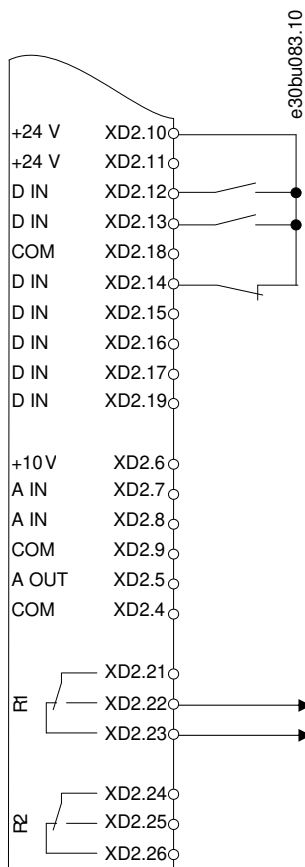 e30bu083.10
+24 V XD2.10
+24 V XD2.11
D IN XD2.12
D IN XD2.13
COM XD2.18
D IN XD2.14
D IN XD2.15
D IN XD2.16
D IN XD2.17
D IN XD2.19
+10 V XD2.6
A IN XD2.7
A IN XD2.8
COM XD2.9
A OUT XD2.5
COM XD2.4
R1
XD2.21
XD2.22
XD2.23
R2
XD2.24
XD2.25
XD2.26